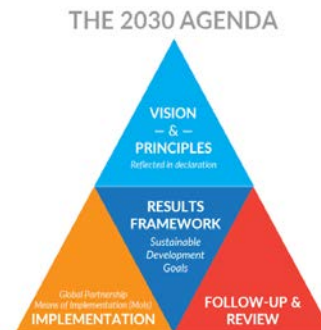 THE 2030 AGENDA
VISION
— & —
PRINCIPLES
Reflected in declaration
RESULTS
FRAMEWORK
Sustainable
Development
Goals
Global Partnership
Means of Implementation (MoIs)
IMPLEMENTATION
FOLLOW-UP &
REVIEW